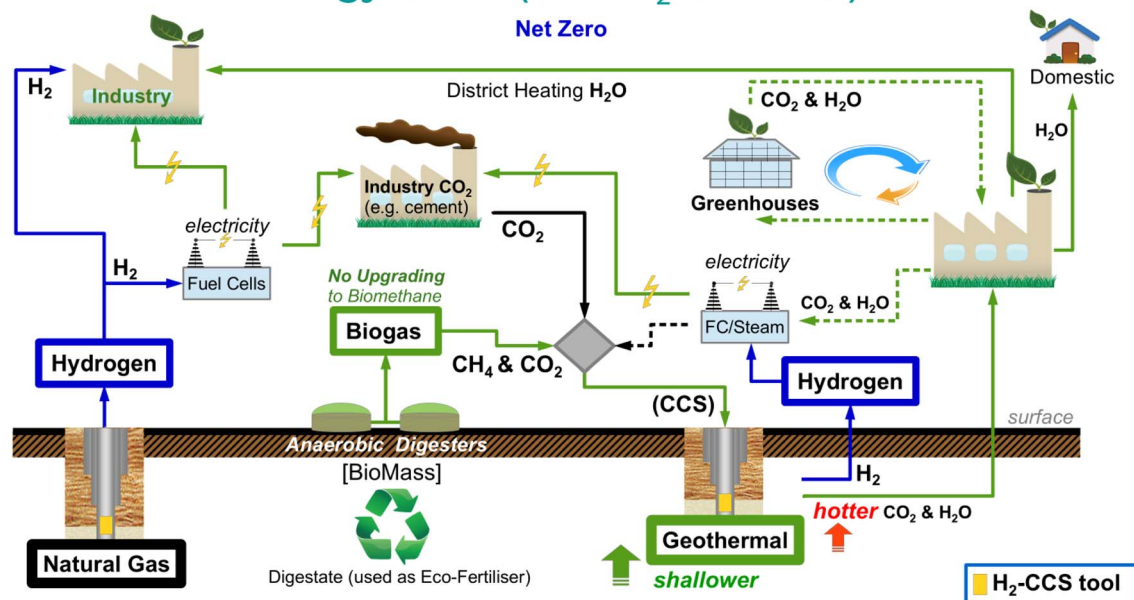 Net Zero
H₂
Industry
District Heating H₂O
CO₂ & H₂O
Domestic
H₂O
Industry CO₂
(e.g. cement)
Greenhouses
CO₂
electricity
Fuel Cells
H₂
No Upgrading
to Biomethane
Biogas
CH₄ & CO₂
electricity
FC/Steam
CO₂ & H₂O
Hydrogen
Hydrogen
(CCS)
surface
Anaerobic Digesters
[BioMass]
H₂
hotter CO₂ & H₂O
Natural Gas
Geothermal
Digestate (used as Eco-Fertiliser)
shallower
H₂-CCS tool